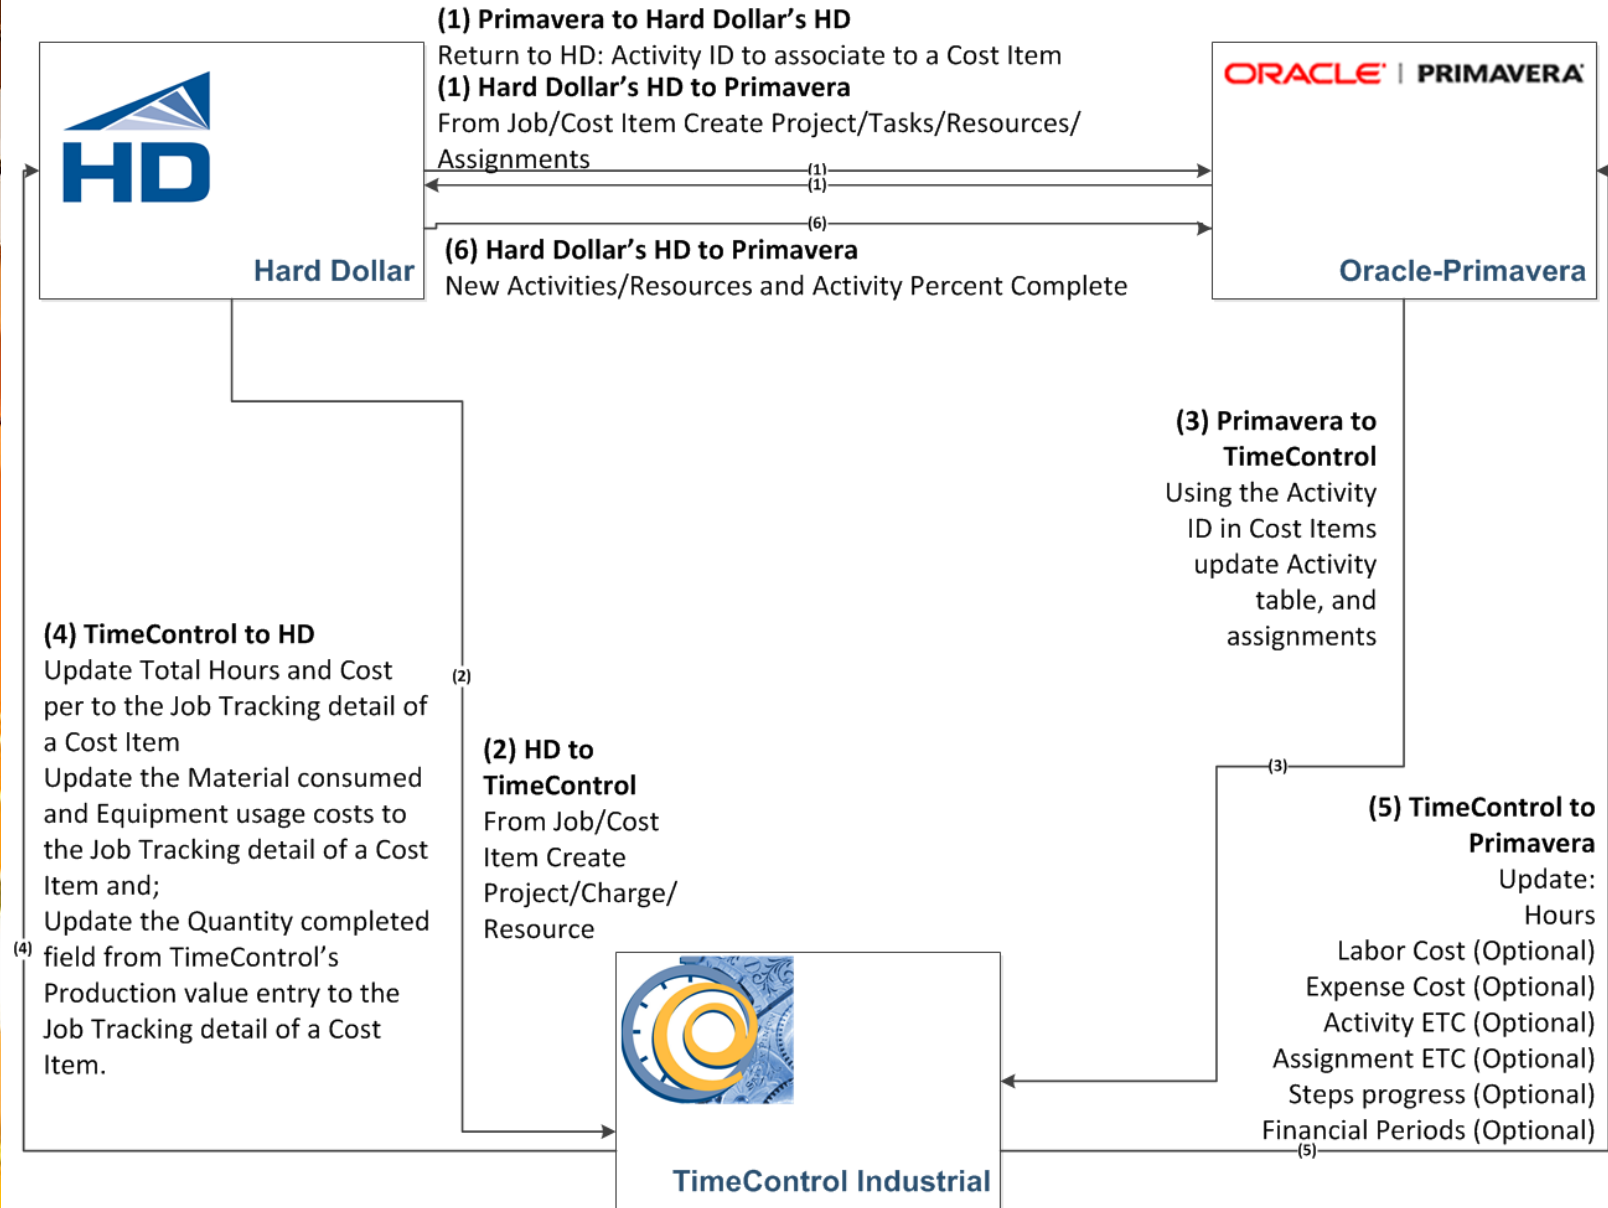 (1) Primavera to Hard Dollar's HD
Return to HD: Activity ID to associate to a Cost Item
(1) Hard Dollar's HD to Primavera
From Job/Cost Item Create Project/Tasks/Resources/
Assignments
HD
Hard Dollar
ORACLE | PRIMAVERA
Oracle-Primavera
(1)
(1)
(6)
(6) Hard Dollar's HD to Primavera
New Activities/Resources and Activity Percent Complete
(3) Primavera to
TimeControl
Using the Activity
ID in Cost Items
update Activity
table, and
assignments
(4) TimeControl to HD
Update Total Hours and Cost
per to the Job Tracking detail of
a Cost Item
Update the Material consumed
and Equipment usage costs to
the Job Tracking detail of a Cost
Item and;
Update the Quantity completed
field from TimeControl's
Production value entry to the
Job Tracking detail of a Cost
Item.
(4)
(2)
(2) HD to
TimeControl
From Job/Cost
Item Create
Project/Charge/
Resource
(3)
(5) TimeControl to
Primavera
Update:
Hours
Labor Cost (Optional)
Expense Cost (Optional)
Activity ETC (Optional)
Assignment ETC (Optional)
Steps progress (Optional)
Financial Periods (Optional)
(5)
TimeControl Industrial